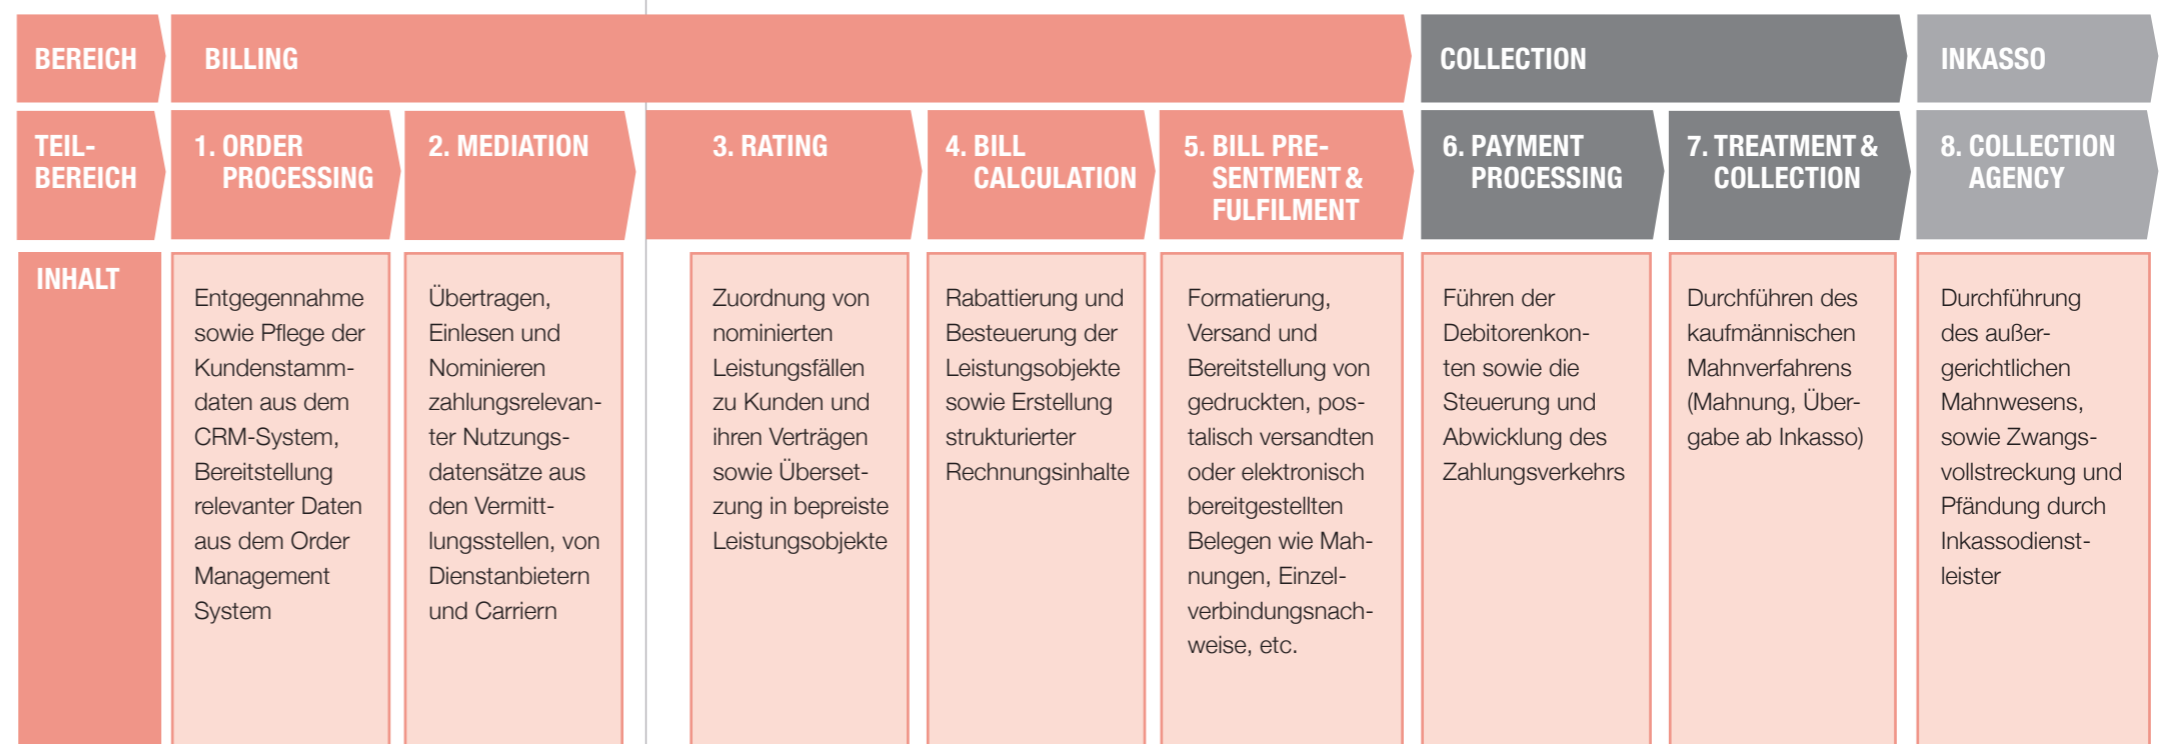 BEREICH
BILLING
COLLECTION
INKASSO
TEIL-
BEREICH
1. ORDER
PROCESSING
2. MEDIATION
3. RATING
4. BILL
CALCULATION
5. BILL PRE-
SENTMENT &
FULFILMENT
6. PAYMENT
PROCESSING
7. TREATMENT &
COLLECTION
8. COLLECTION
AGENCY
INHALT
Entgegennahme
sowie Pflege der
Kundenstamm-
daten aus dem
CRM-System,
Bereitstellung
relevanter Daten
aus dem Order
Management
System
Übertragen,
Einlesen und
Nominieren
zahlungsrelevan-
ter Nutzungs-
datensätze aus
den Vermitt-
lungsstellen, von
Dienstanbietern
und Carriern
Zuordnung von
nominierten
Leistungsfällen
zu Kunden und
ihren Verträgen
sowie Überset-
zung in bepreiste
Leistungsobjekte
Rabattierung und
Besteuerung der
Leistungsobjekte
sowie Erstellung
strukturierter
Rechnungsinhalte
Formatierung,
Versand und
Bereitstellung von
gedruckten, pos-
talisch versandten
oder elektronisch
bereitgestellten
Belegen wie Mah-
nungen, Einzel-
verbindungsnach-
weise, etc.
Führen der
Debitorenkon-
ten sowie die
Steuerung und
Abwicklung des
Zahlungsverkehrs
Durchführen des
kaufmännischen
Mahnverfahrens
(Mahnung, Über-
gabe ab Inkasso)
Durchführung
des außer-
gerichtlichen
Mahnwesens,
sowie Zwangs-
vollstreckung und
Pfändung durch
Inkassodienst-
leister